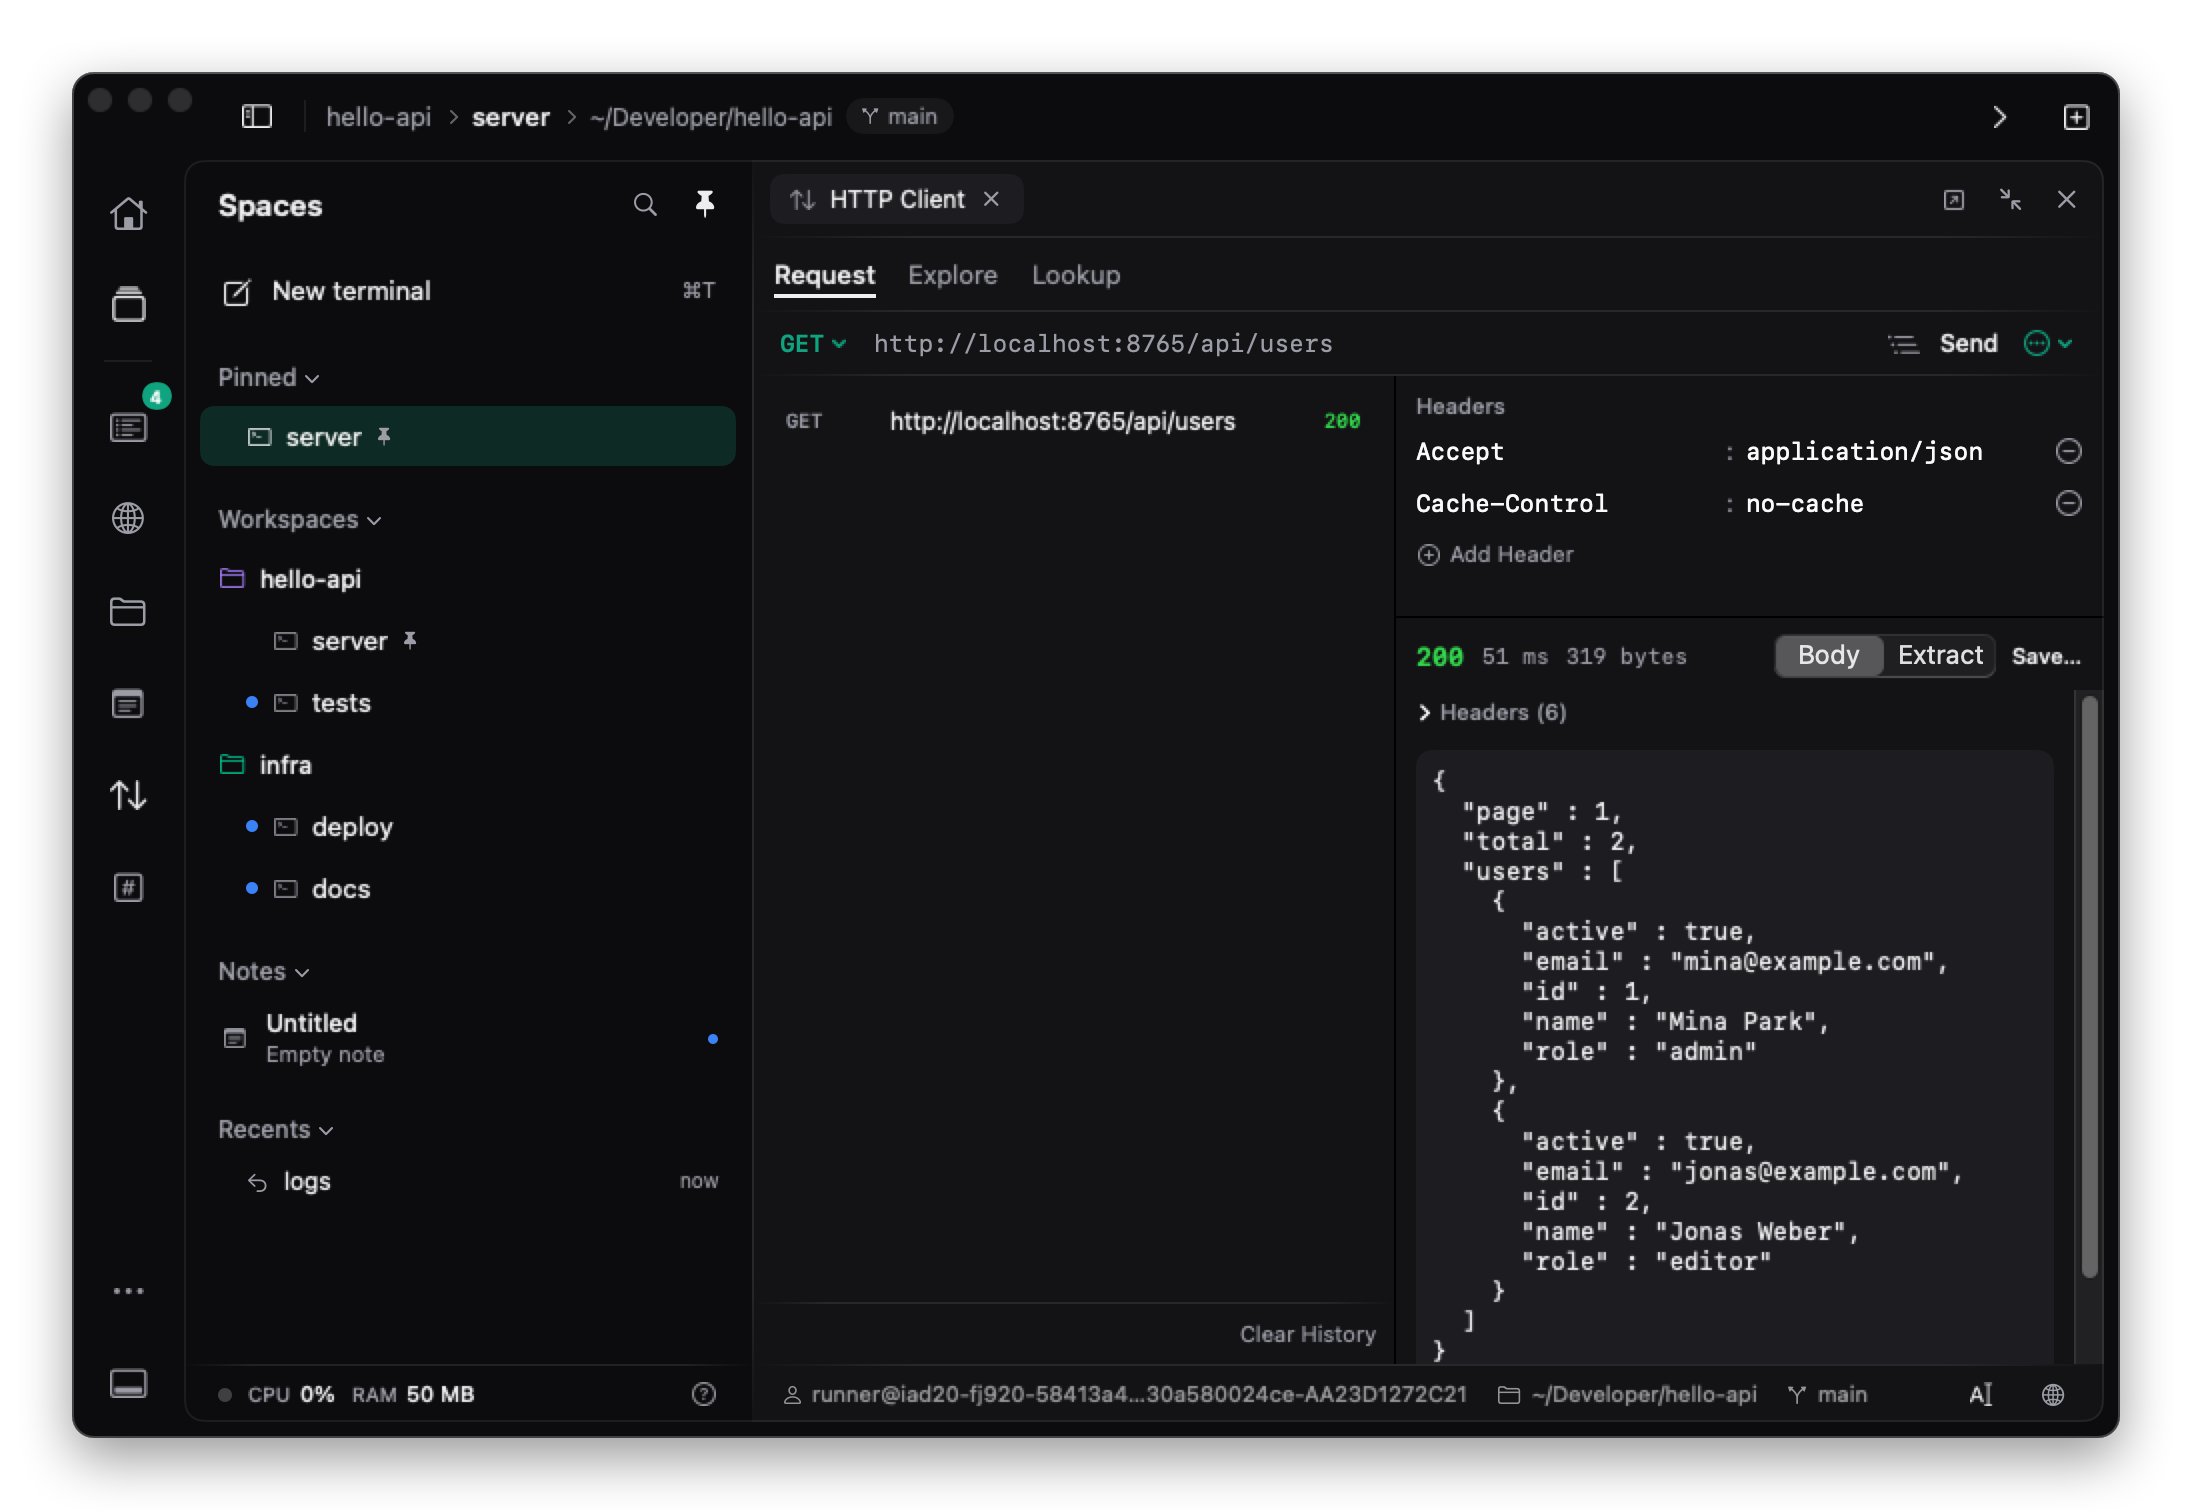 hello-api > server > ~/Developer/hello-api main
Spaces
New terminal ⌘T
Pinned
server
Workspaces
hello-api
server
tests
infra
deploy
docs
Notes
Untitled
Empty note
Recents
logs now
4
CPU 0% RAM 50 MB
HTTP Client
Request Explore Lookup
GET http://localhost:8765/api/users Send
GET http://localhost:8765/api/users 200
Clear History
Headers
Accept : application/json
Cache-Control : no-cache
Add Header
200 51 ms 319 bytes Body Extract Save...
Headers (6)
{
"page" : 1,
"total" : 2,
"users" : [
{
"active" : true,
"email" : "mina@example.com",
"id" : 1,
"name" : "Mina Park",
"role" : "admin"
},
{
"active" : true,
"email" : "jonas@example.com",
"id" : 2,
"name" : "Jonas Weber",
"role" : "editor"
}
]
}
runner@iad20-fj920-58413a4...30a580024ce-AA23D1272C21 ~/Developer/hello-api main